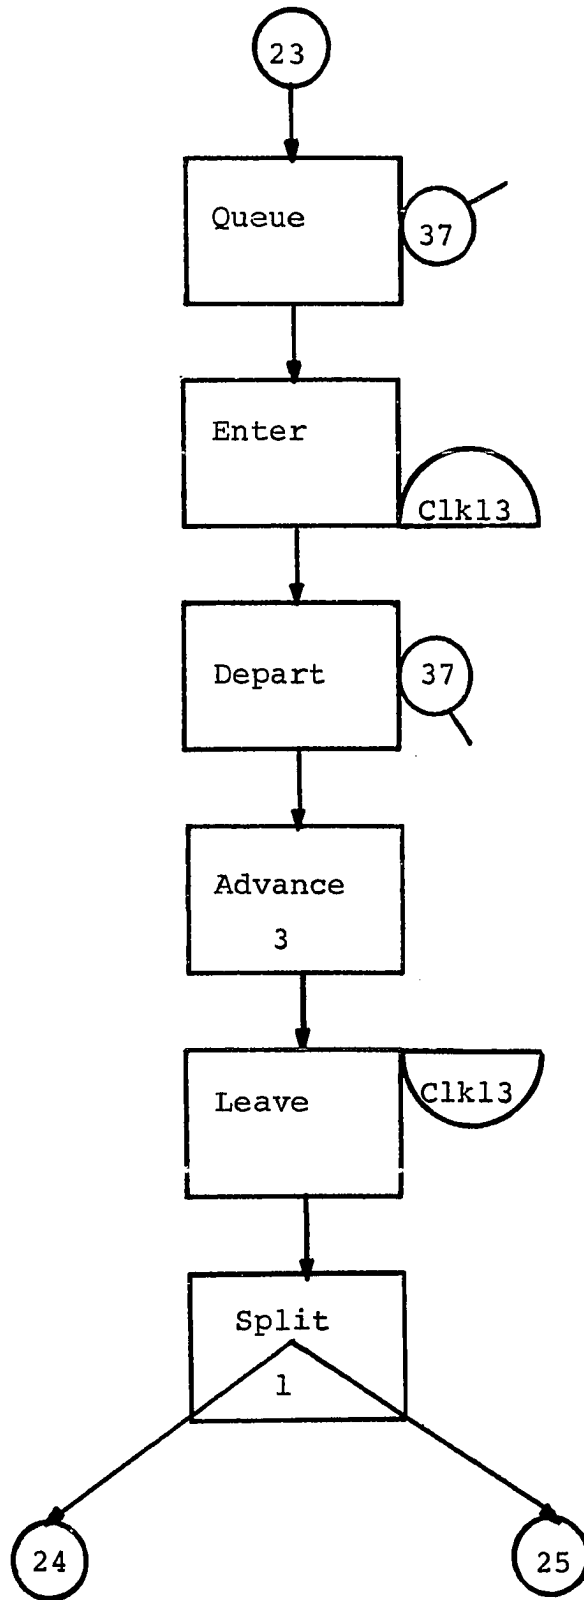 23
Queue
37
Enter
Clk13
Depart
37
Advance
3
Leave
Clk13
Split
1
24
25